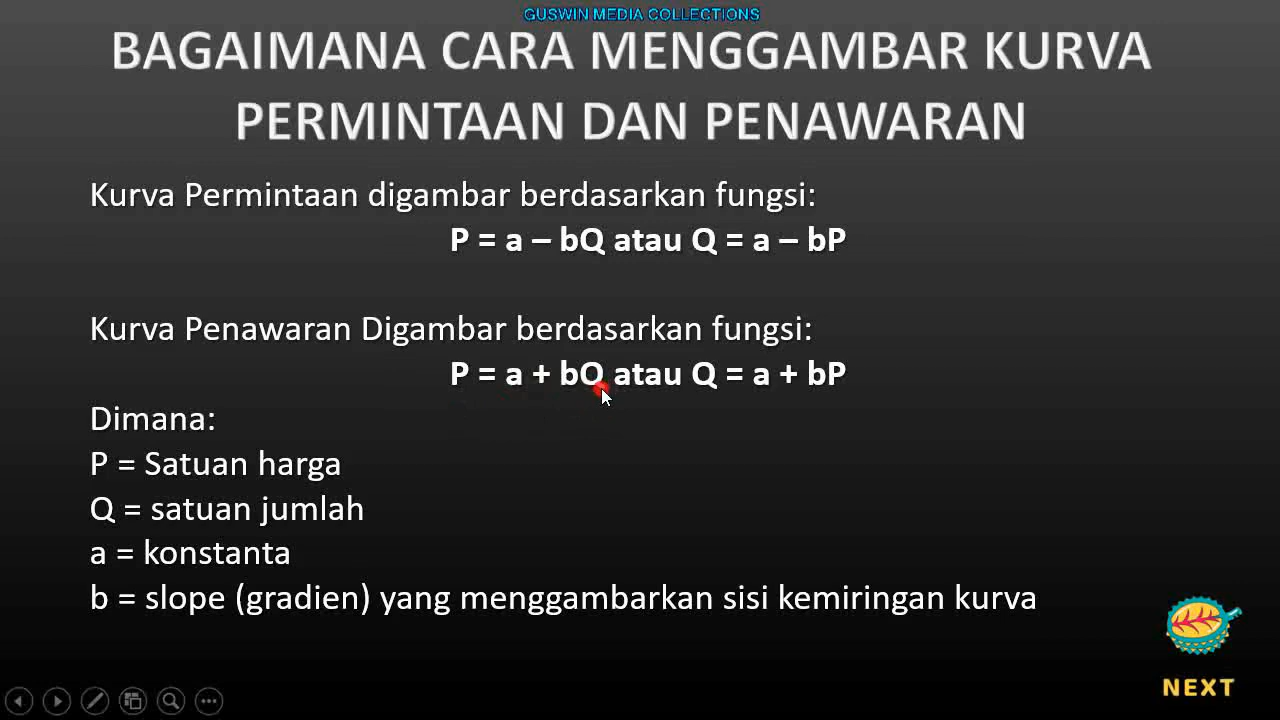 GUSWIN MEDIA COLLECTIONS
BAGAIMANA CARA MENGGAMBAR KURVA
PERMINTAAN DAN PENAWARAN
Kurva Permintaan digambar berdasarkan fungsi:
P = a – bQ atau Q = a – bP
Kurva Penawaran Digambar berdasarkan fungsi:
P = a + bQ atau Q = a + bP
Dimana:
P = Satuan harga
Q = satuan jumlah
a = konstanta
b = slope (gradien) yang menggambarkan sisi kemiringan kurva
NEXT